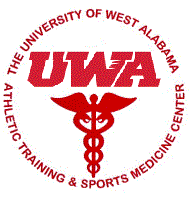 THE UNIVERSITY OF WEST ALABAMA
UWA
ATHLETIC TRAINING & SPORTS MEDICINE CENTER